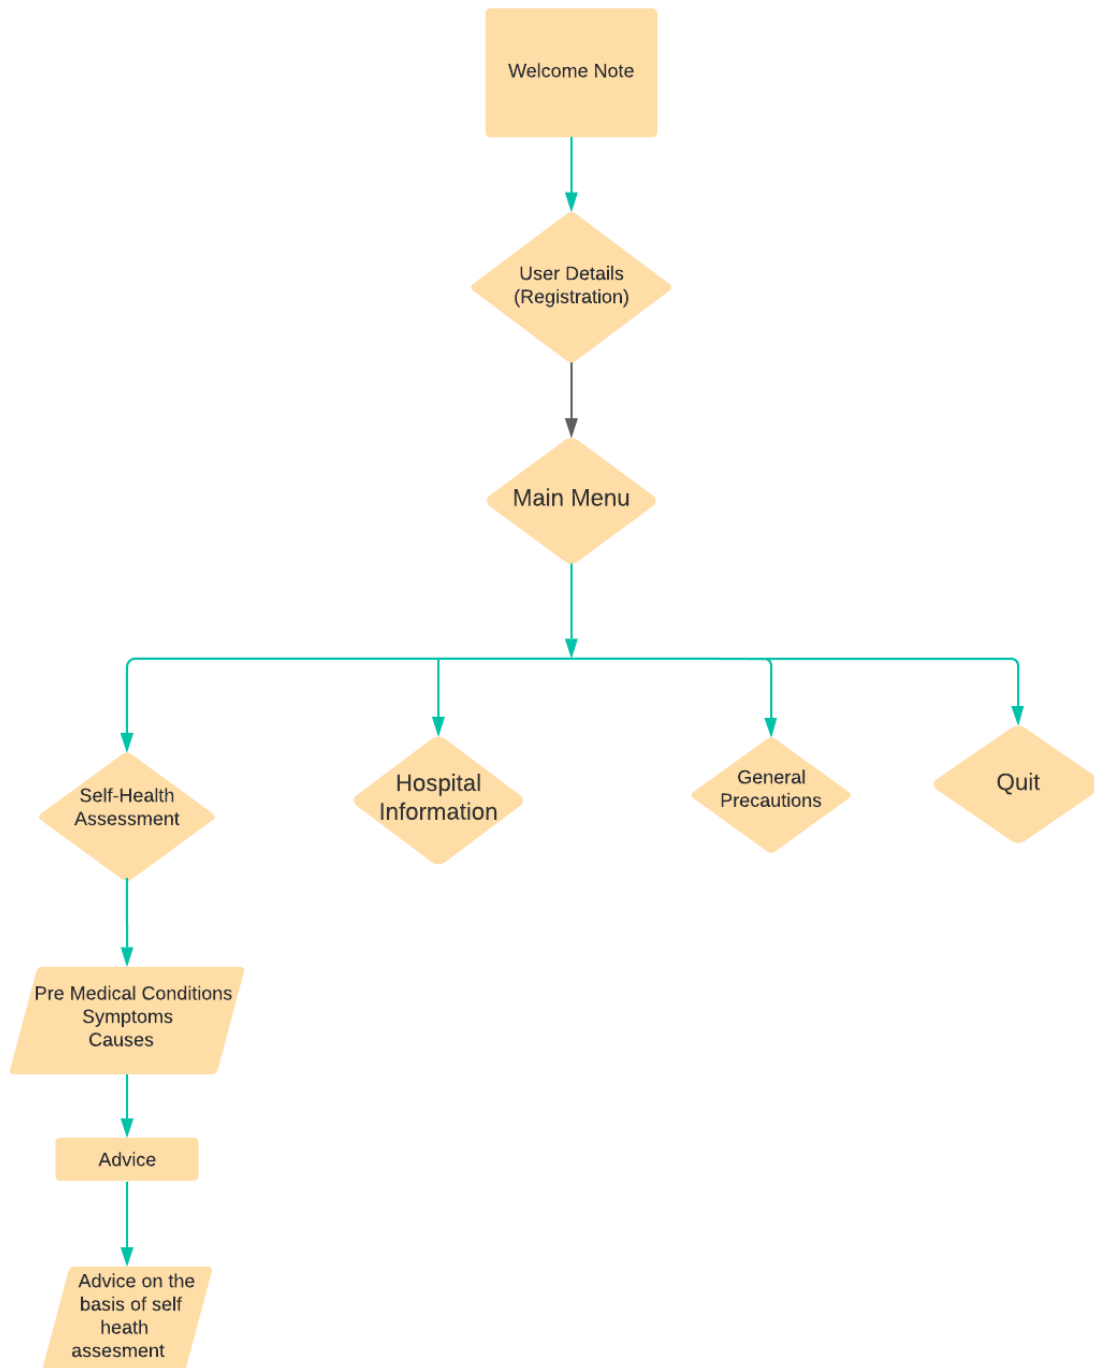 Welcome Note
User Details
(Registration)
Main Menu
Self-Health
Assessment
Hospital
Information
General
Precautions
Quit
Pre Medical Conditions
Symptoms
Causes
Advice
Advice on the
basis of self
heath
assesment